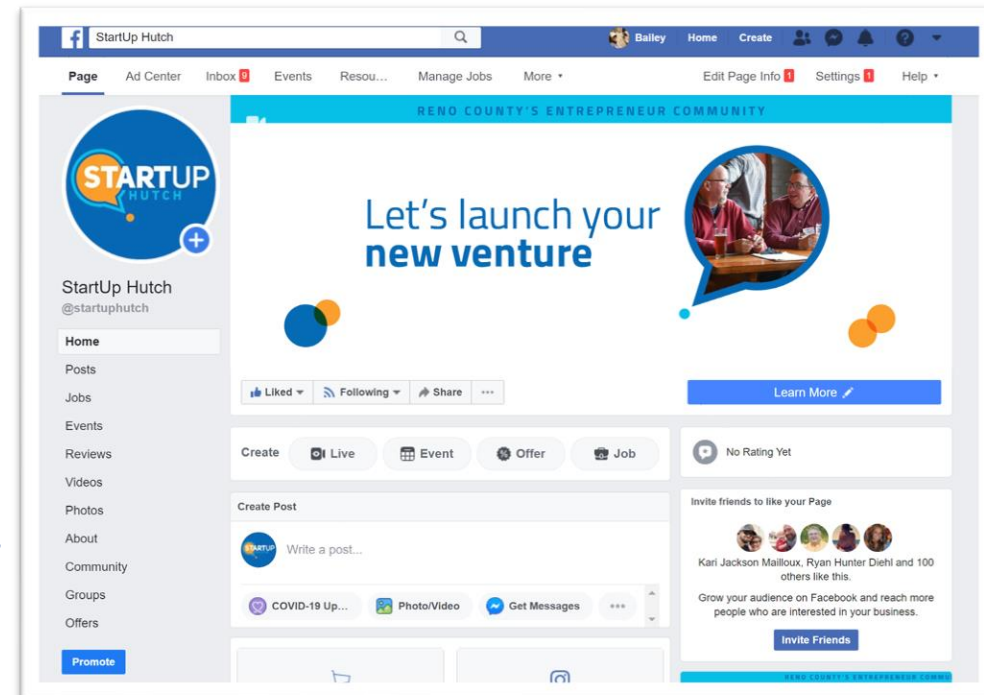 StartUp Hutch
Bailey Home Create
Page Ad Center Inbox 9 Events Resou... Manage Jobs More Edit Page Info 1 Settings 1 Help
RENO COUNTY'S ENTREPRENEUR COMMUNITY
STARTUP
HUTCH
Let's launch your
new venture
StartUp Hutch
@startuphutch
Home
Posts
Jobs
Events
Reviews
Videos
Photos
About
Community
Groups
Offers
Promote
Liked Following Share ...
Learn More
Create Live Event Offer Job
No Rating Yet
Create Post
STARTUP
Write a post...
COVID-19 Up... Photo/Video Get Messages ...
Invite friends to like your Page
Kari Jackson Mailloux, Ryan Hunter Diehl and 100
others like this.
Grow your audience on Facebook and reach more
people who are interested in your business.
Invite Friends
RENO COUNTY'S ENTREPRENEUR COMMU